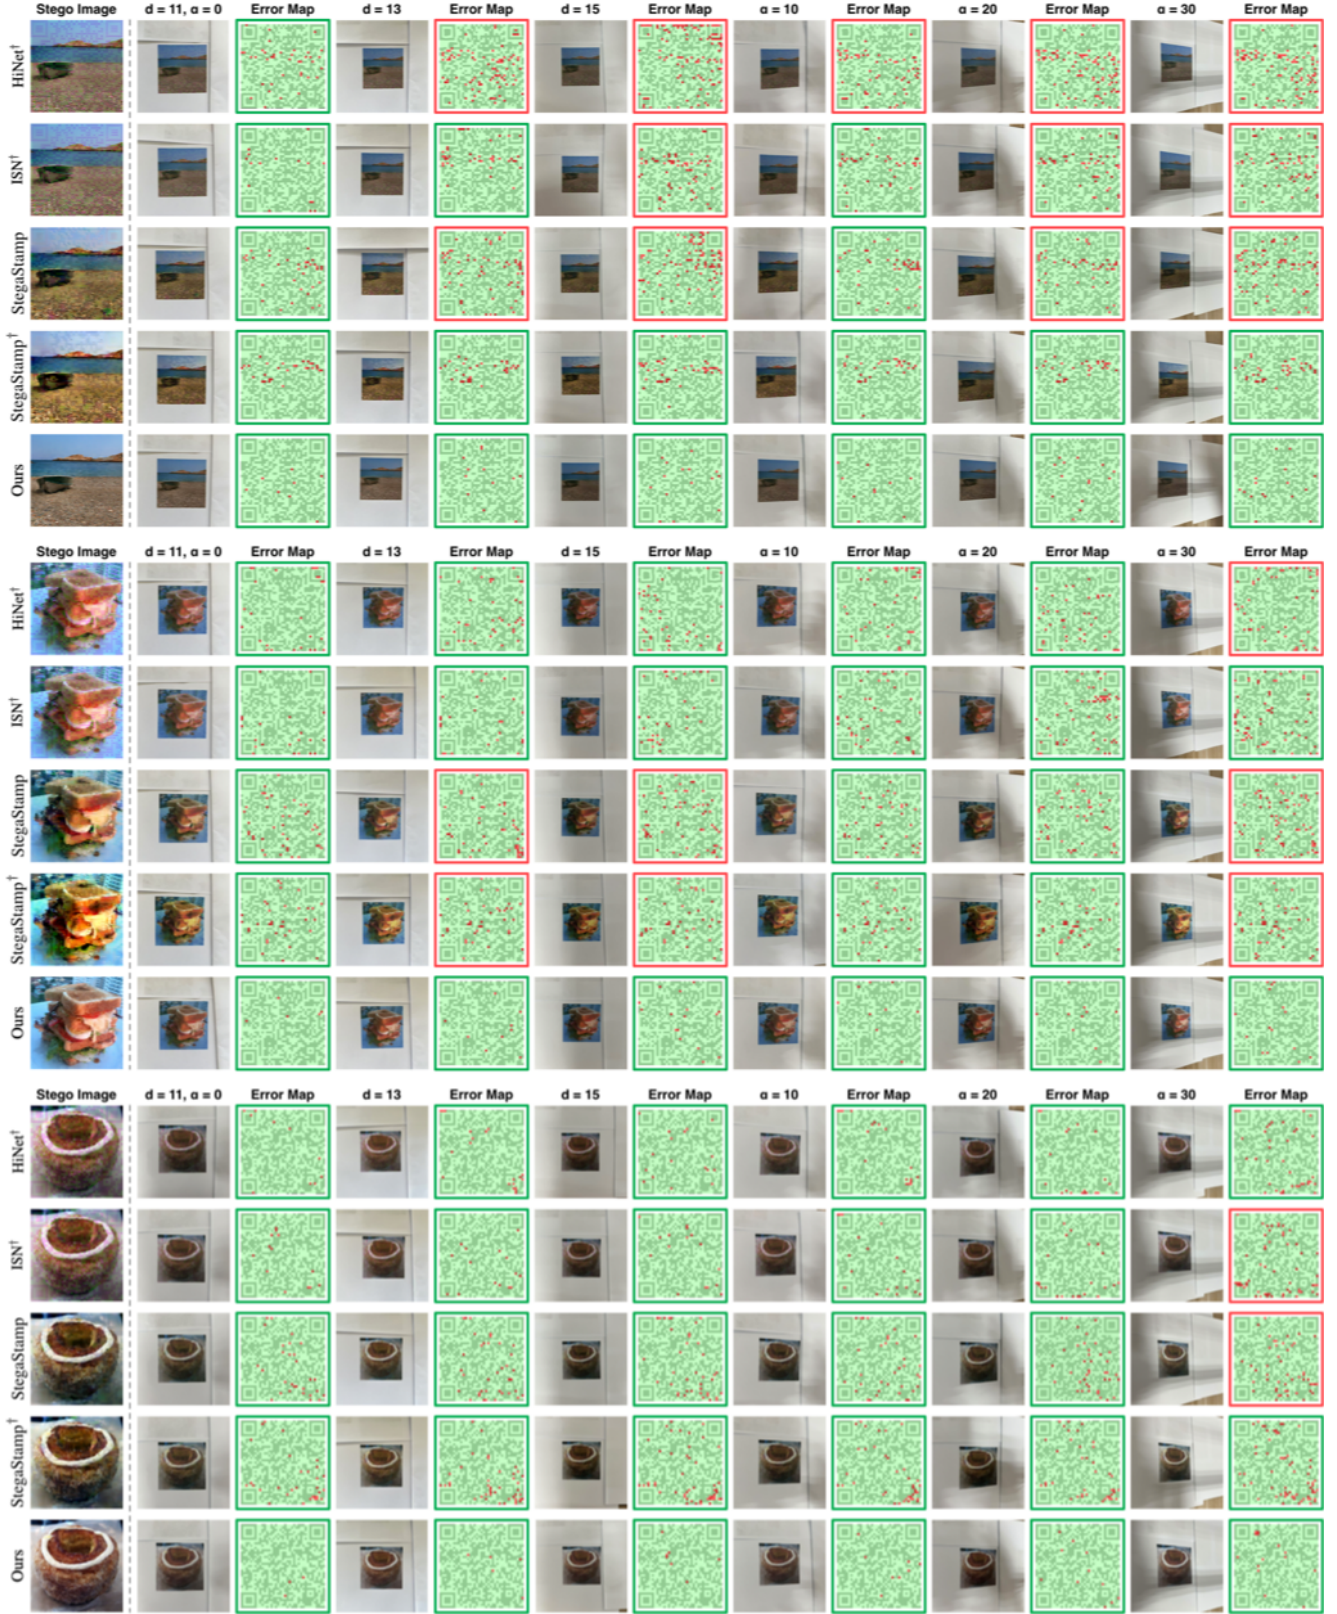 Stego Image d = 11, α = 0 Error Map d = 13 Error Map d = 15 Error Map α = 10 Error Map α = 20 Error Map α = 30 Error Map
HiNet†
ISN†
StegaStamp
StegaStamp†
Ours
Stego Image d = 11, α = 0 Error Map d = 13 Error Map d = 15 Error Map α = 10 Error Map α = 20 Error Map α = 30 Error Map
HiNet†
ISN†
StegaStamp
StegaStamp†
Ours
Stego Image d = 11, α = 0 Error Map d = 13 Error Map d = 15 Error Map α = 10 Error Map α = 20 Error Map α = 30 Error Map
HiNet†
ISN†
StegaStamp
StegaStamp†
Ours